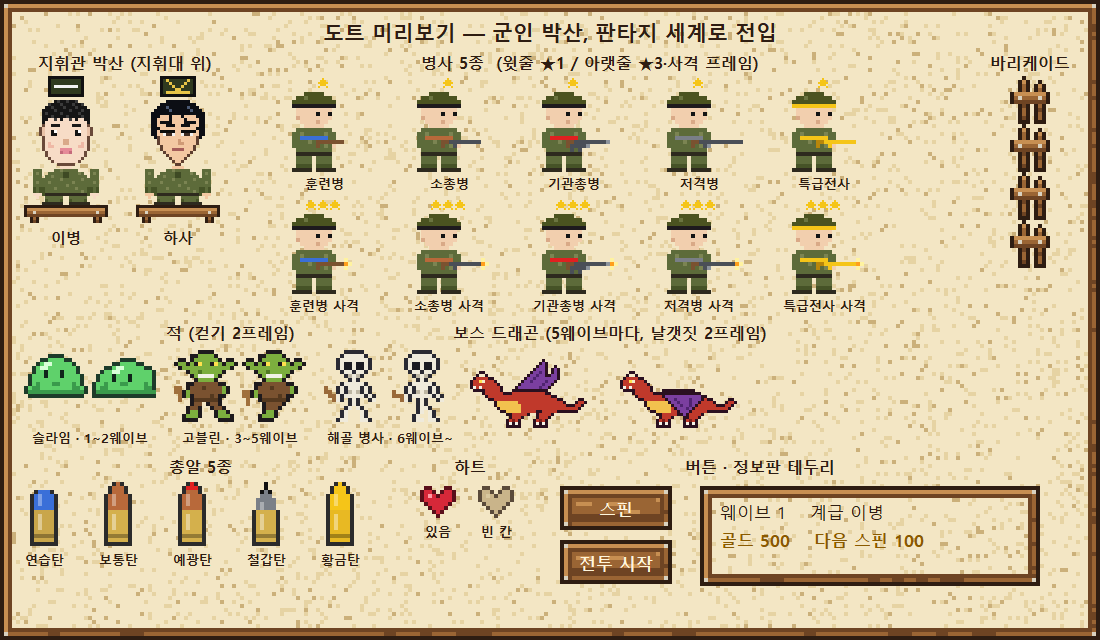 도트 미리보기 — 군인 박산, 판타지 세계로 전입
지휘관 박산 (지휘대 위)
병사 5종 (윗줄 ★1 / 아랫줄 ★3·사격 프레임)
바리케이드
훈련병 소총병 기관총병 저격병 특급전사
이병 하사
훈련병 사격 소총병 사격 기관총병 사격 저격병 사격 특급전사 사격
적 (걷기 2프레임)
보스 드래곤 (5웨이브마다, 날갯짓 2프레임)
슬라임 · 1~2웨이브 고블린 · 3~5웨이브 해골 병사 · 6웨이브~
총알 5종
하트
버튼 · 정보판 테두리
연습탄 보통탄 예광탄 철갑탄 황금탄
있음 빈 칸
스핀
전투 시작
웨이브 1 계급 이병
골드 500 다음 스핀 100